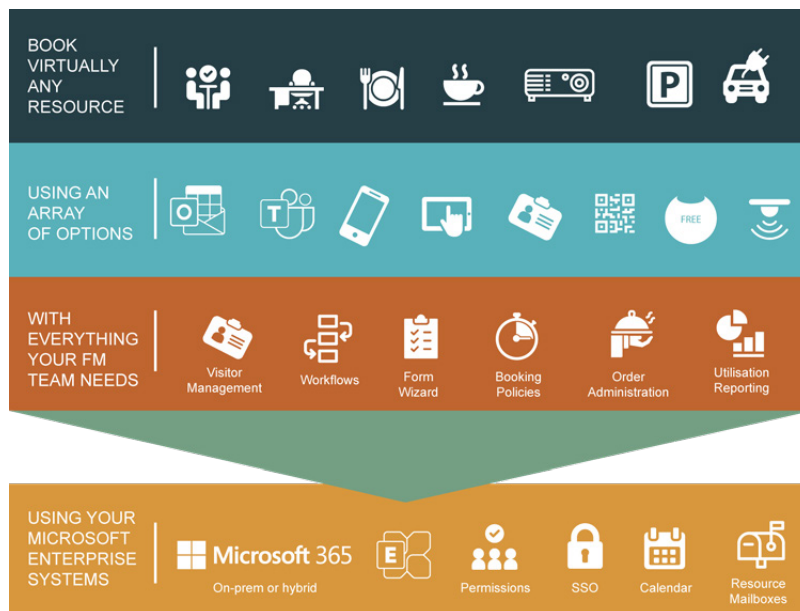 BOOK
VIRTUALLY
ANY
RESOURCE
P
USING AN
ARRAY
OF OPTIONS
O
T
FREE
WITH
EVERYTHING
YOUR FM
TEAM NEEDS
Visitor
Management
Workflows
Form
Wizard
Booking
Policies
Order
Administration
Utilisation
Reporting
USING YOUR
MICROSOFT
ENTERPRISE
SYSTEMS
Microsoft 365
On-prem or hybrid
E
Permissions
SSO
Calendar
Resource
Mailboxes